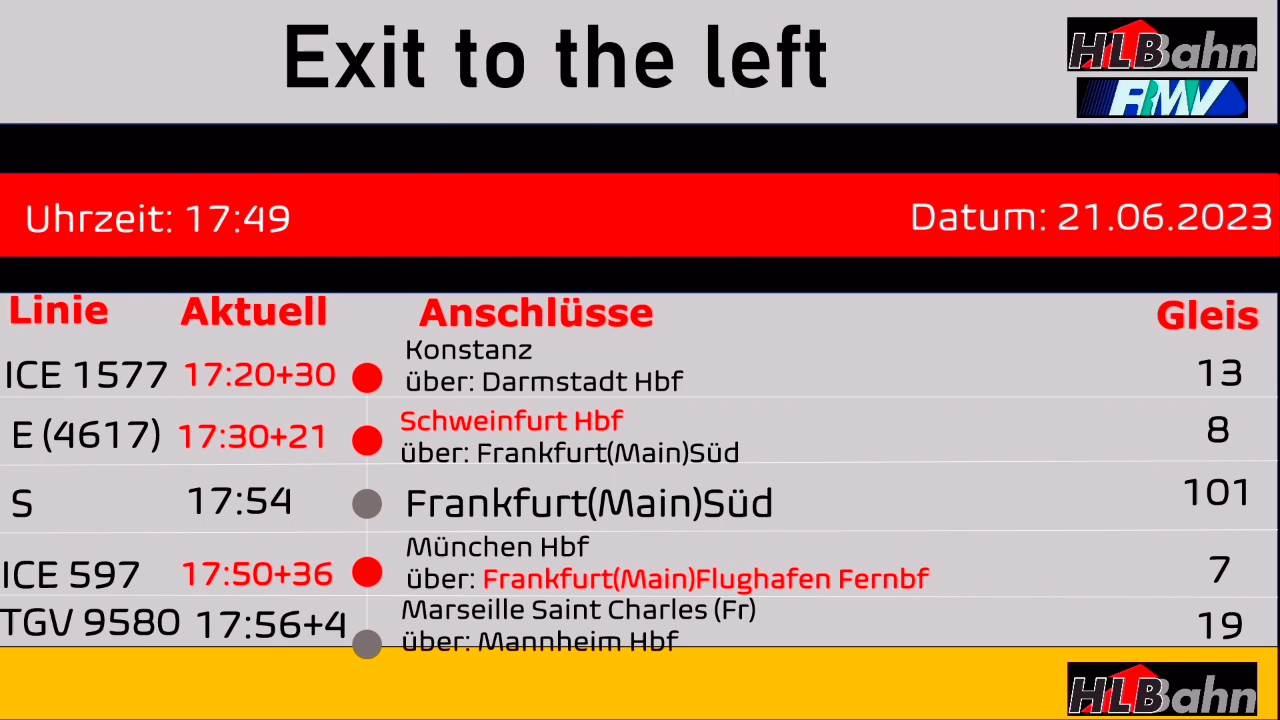 Exit to the left
HLBahn
RMV
Uhrzeit: 17:49
Datum: 21.06.2023
Linie Aktuell Anschlüsse Gleis
Konstanz
ICE 1577 17:20+30 über: Darmstadt Hbf 13
Schweinfurt Hbf
E (4617) 17:30+21 über: Frankfurt(Main)Süd 8
S 17:54 Frankfurt(Main)Süd 101
München Hbf
ICE 597 17:50+36 über: Frankfurt(Main)Flughafen Fernbf 7
Marseille Saint Charles (Fr)
TGV 9580 17:56+4 über: Mannheim Hbf 19
HLBahn